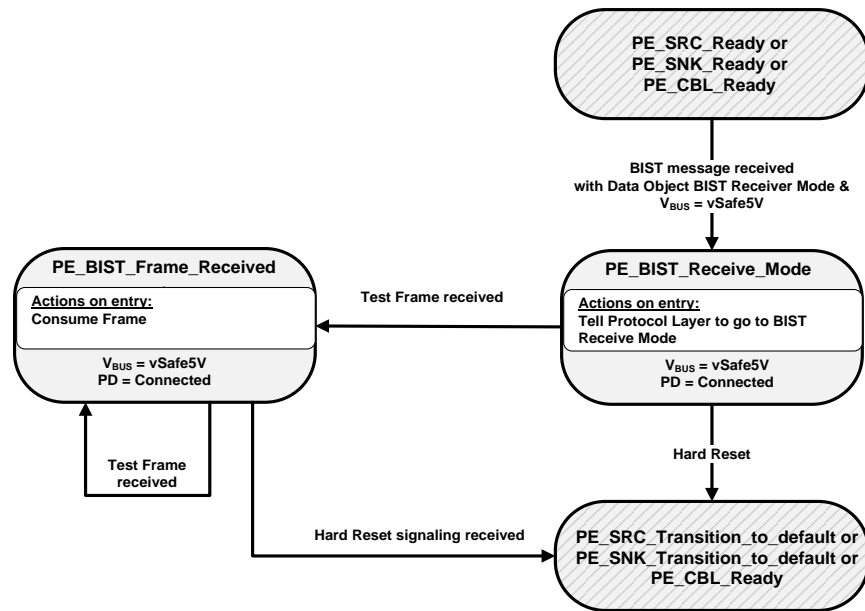 PE_SRC_Ready or
PE_SNK_Ready or
PE_CBL_Ready
BIST message received
with Data Object BIST Receiver Mode &
VBUS = vSafe5V
PE_BIST_Frame_Received
Actions on entry:
Consume Frame
VBUS = vSafe5V
PD = Connected
Test Frame received
PE_BIST_Receive_Mode
Actions on entry:
Tell Protocol Layer to go to BIST
Receive Mode
VBUS = vSafe5V
PD = Connected
Test Frame
received
Hard Reset
Hard Reset signaling received
PE_SRC_Transition_to_default or
PE_SNK_Transition_to_default or
PE_CBL_Ready